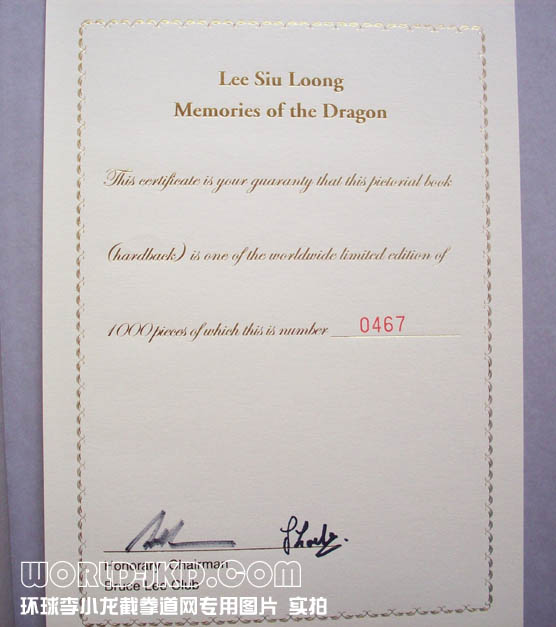 Lee Siu Loong
Memories of the Dragon
This certificate is your guaranty that this pictorial book
(hardback) is one of the worldwide limited edition of
1000 pieces of which this is number 0467
Honorary Chairman
Bruce Lee Club
WORLD-JKD.COM
环球李小龙截拳道网专用图片 实拍